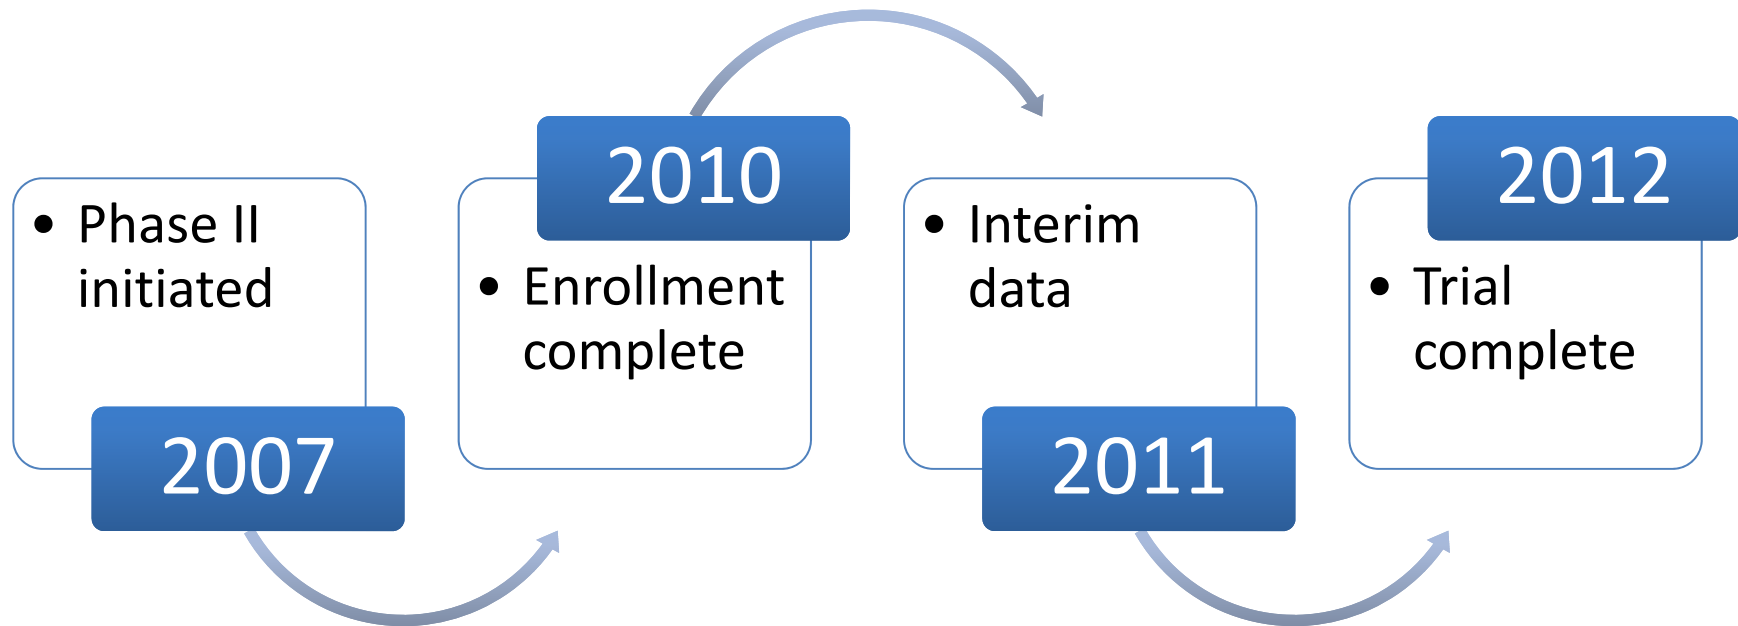 • Phase II
initiated
2007
2010
• Enrollment
complete
• Interim
data
2011
2012
• Trial
complete